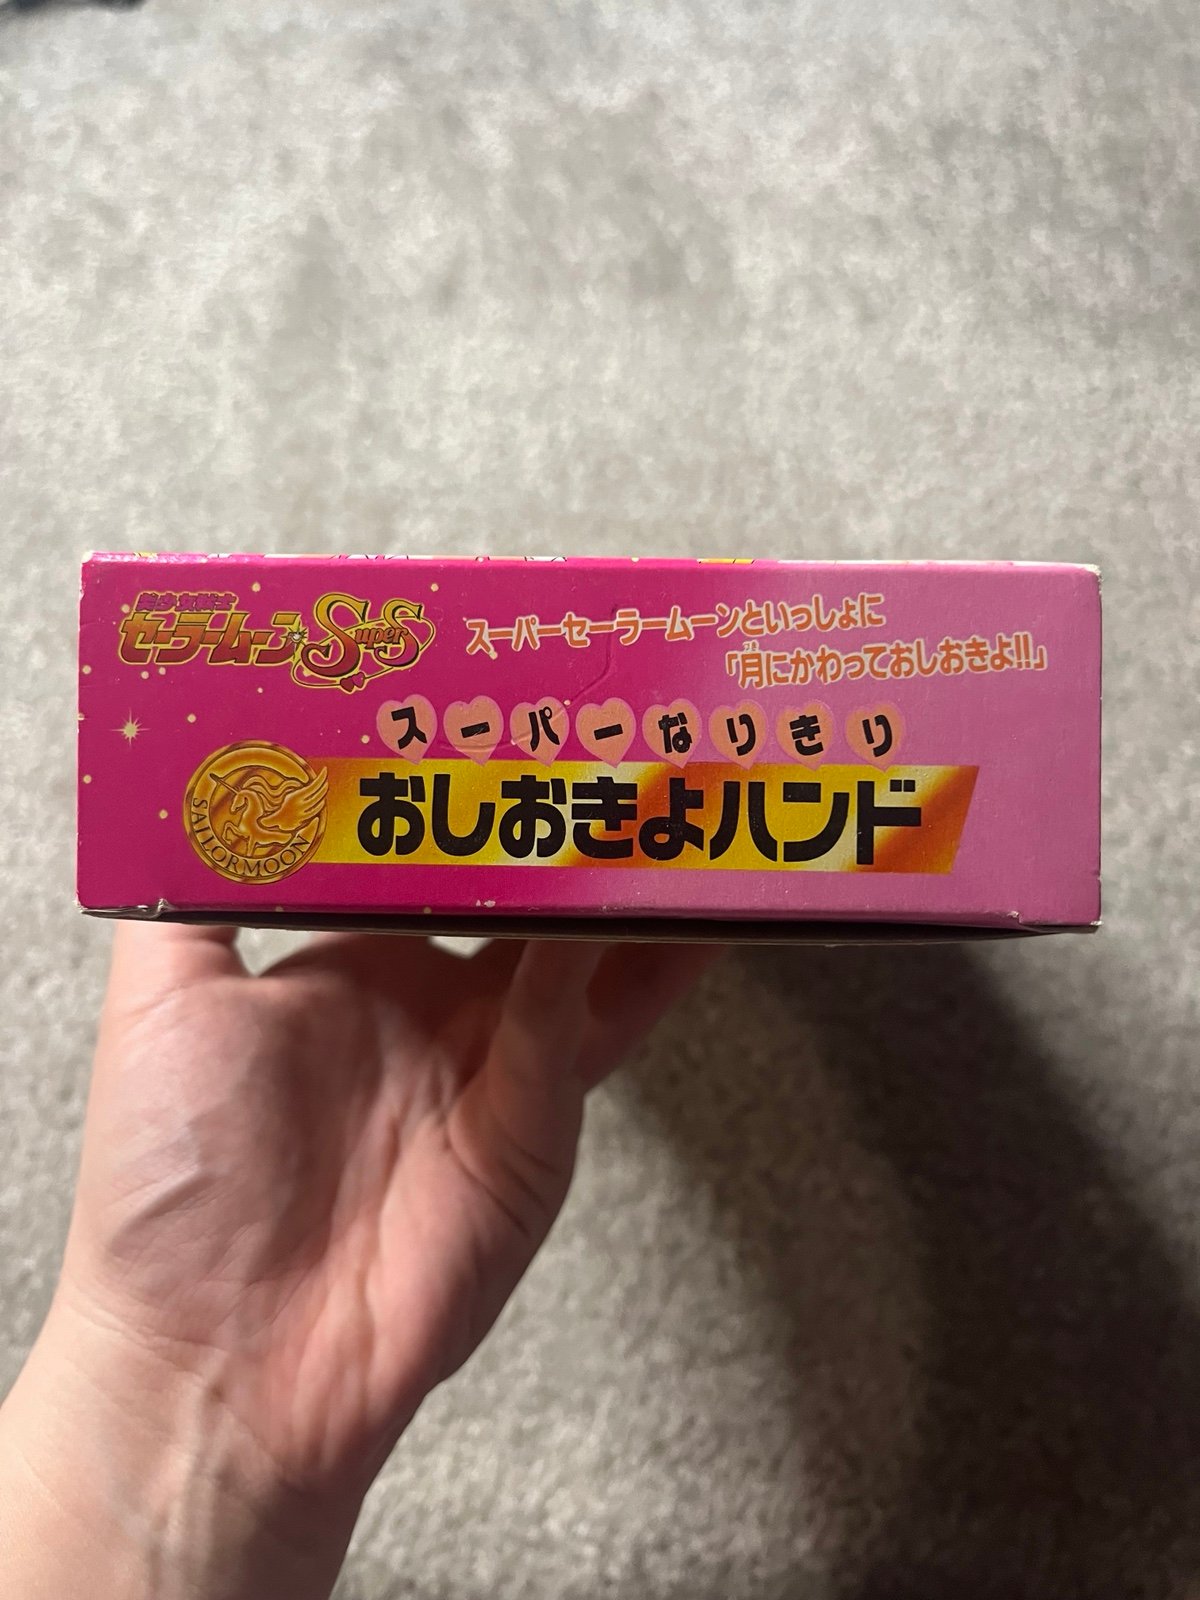 美少女戦士
セーラームーン SuperS
スーパーセーラームーンといっしょに
「月にかわっておしおきよ!!」
つき
スーパーなりきり
おしおきよハンド
SAILORMOON